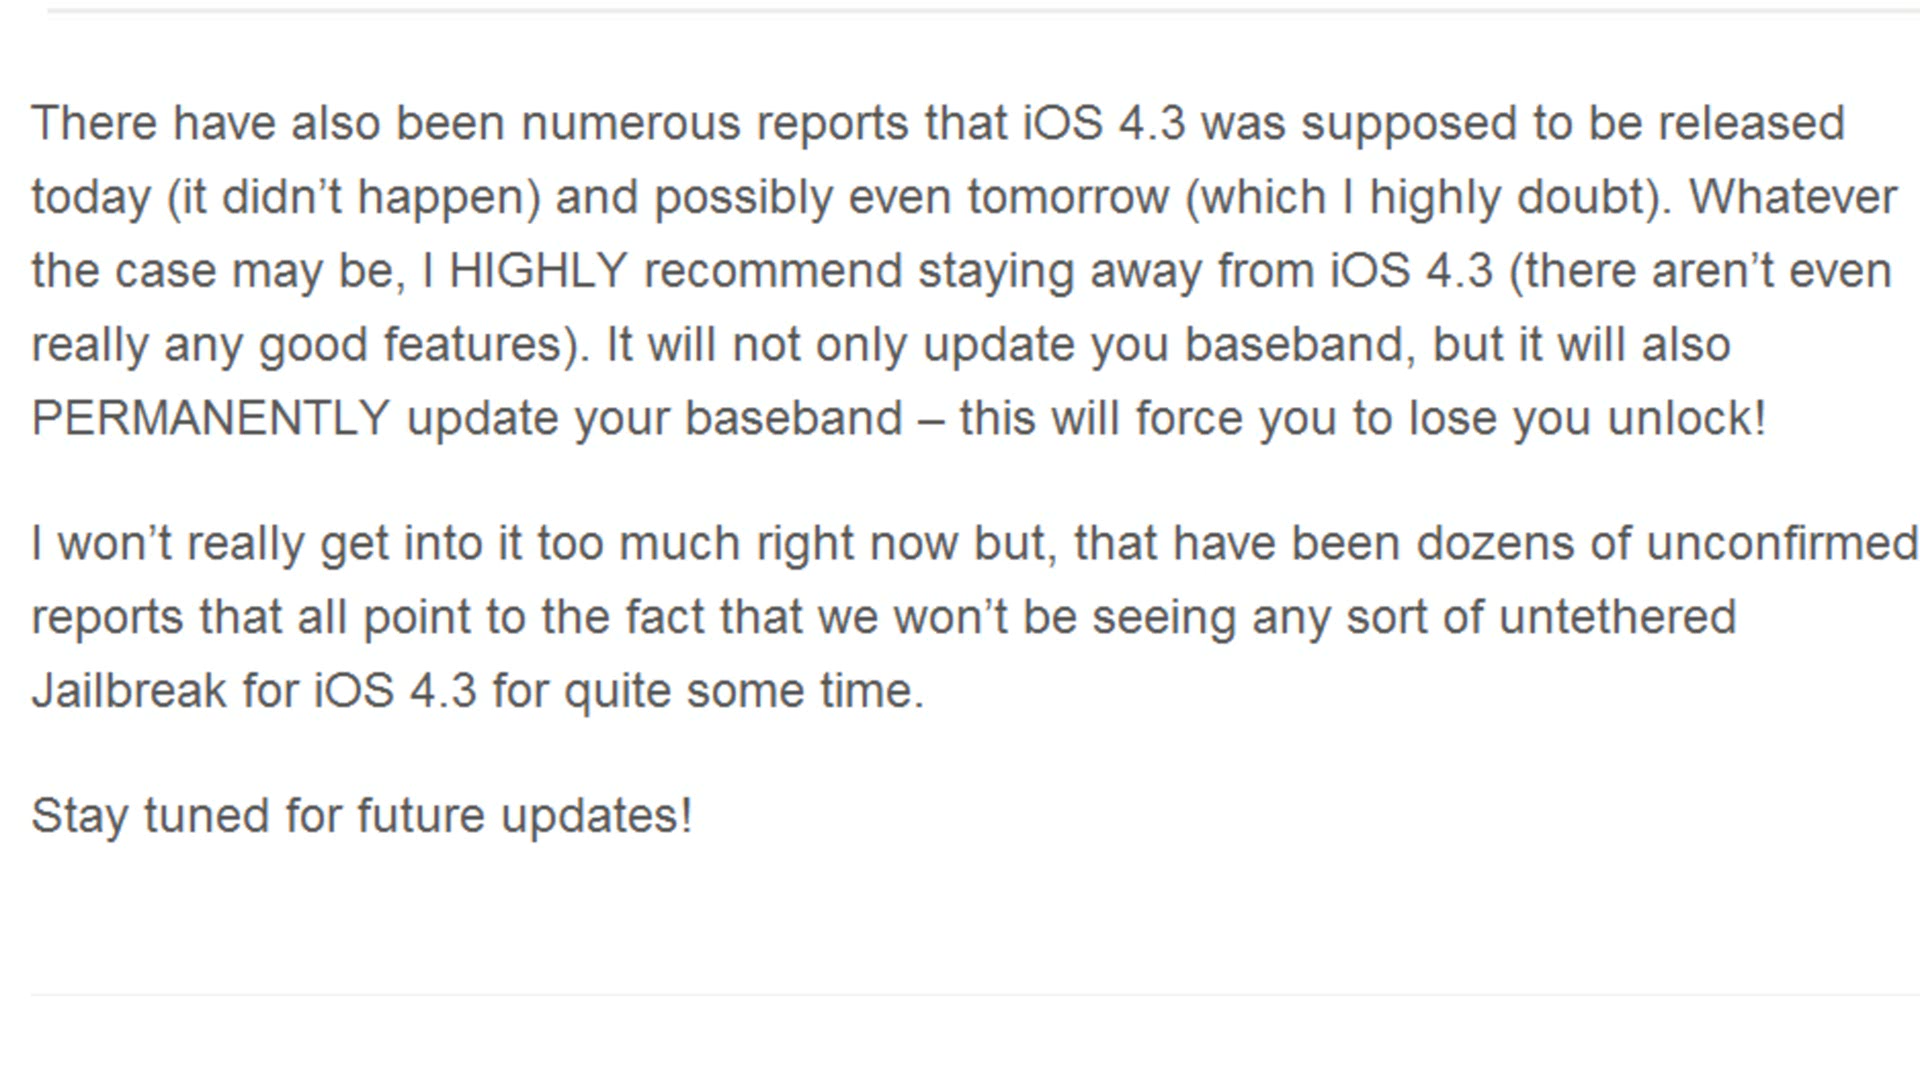 There have also been numerous reports that iOS 4.3 was supposed to be released
today (it didn’t happen) and possibly even tomorrow (which I highly doubt). Whatever
the case may be, I HIGHLY recommend staying away from iOS 4.3 (there aren’t even
really any good features). It will not only update you baseband, but it will also
PERMANENTLY update your baseband – this will force you to lose you unlock!
I won’t really get into it too much right now but, that have been dozens of unconfirmed
reports that all point to the fact that we won’t be seeing any sort of untethered
Jailbreak for iOS 4.3 for quite some time.
Stay tuned for future updates!